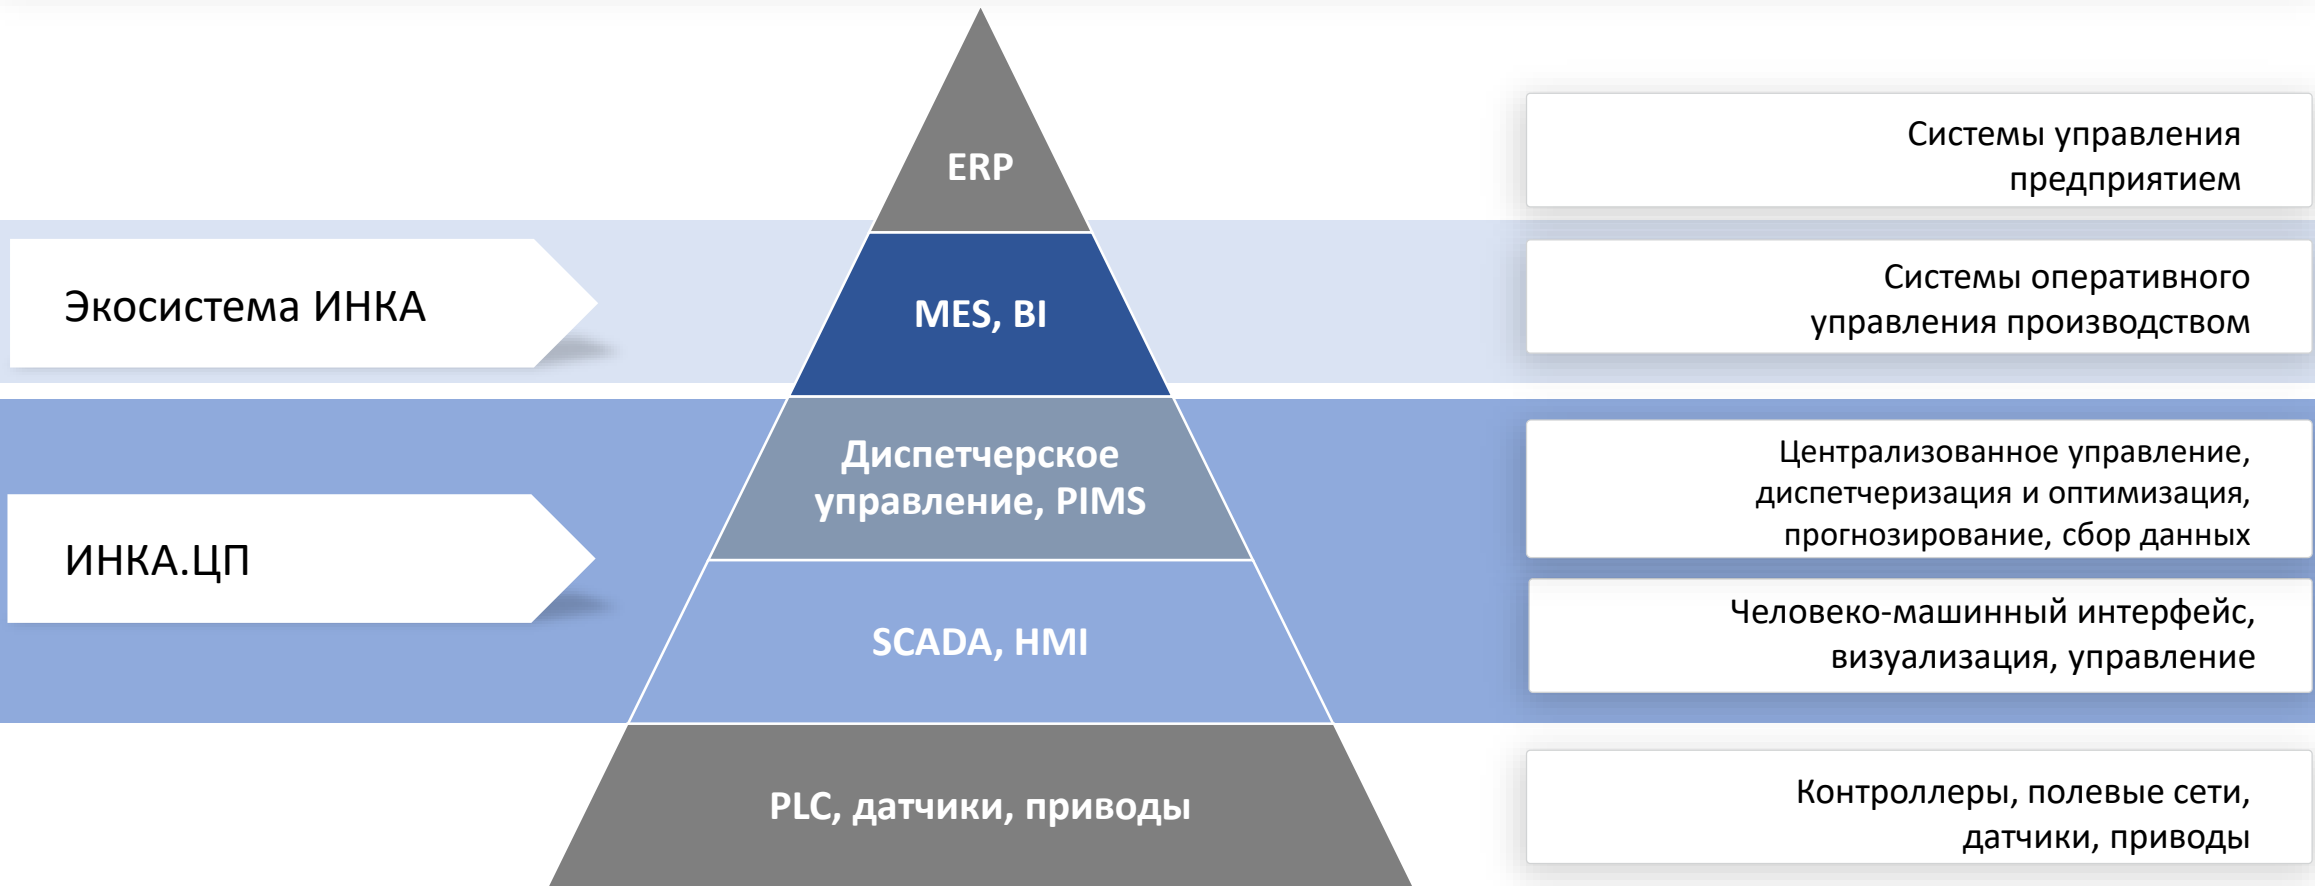 ERP
Системы управления
предприятием
Экосистема ИНКА
MES, BI
Системы оперативного
управления производством
ИНКА.ЦП
Диспетчерское
управление, PIMS
Централизованное управление,
диспетчеризация и оптимизация,
прогнозирование, сбор данных
SCADA, HMI
Человеко-машинный интерфейс,
визуализация, управление
PLC, датчики, приводы
Контроллеры, полевые сети,
датчики, приводы